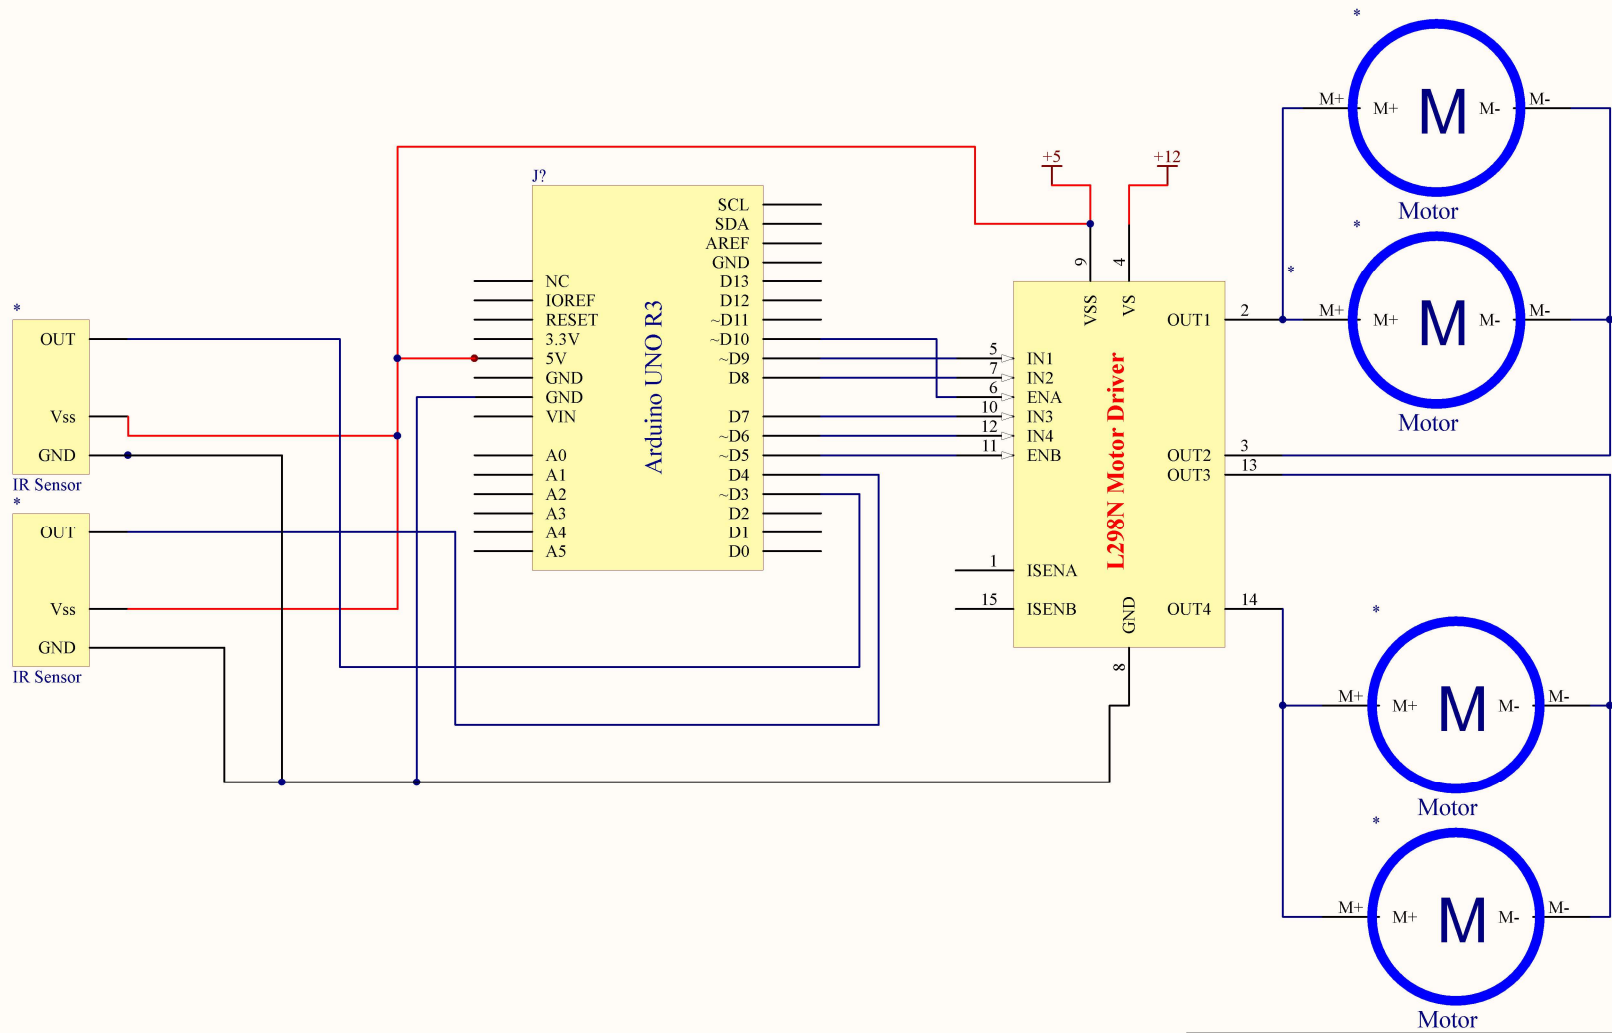 *
OUT
Vss
GND
IR Sensor
*
OUT
Vss
GND
IR Sensor
J?
NC
IOREF
RESET
3.3V
5V
GND
GND
VIN
A0
A1
A2
A3
A4
A5
Arduino UNO R3
SCL
SDA
AREF
GND
D13
D12
~D11
~D10
~D9
D8
D7
~D6
~D5
D4
~D3
D2
D1
D0
+5
+12
9
4
VSS
VS
5
IN1
7
IN2
6
ENA
10
IN3
12
IN4
11
ENB
1
ISENA
15
ISENB
L298N Motor Driver
GND
8
OUT1
2
OUT2
3
OUT3
13
OUT4
14
*
M+
M+
M
M-
M-
Motor
*
*
M+
M+
M
M-
M-
Motor
*
M+
M+
M
M-
M-
Motor
*
M+
M+
M
M-
M-
Motor